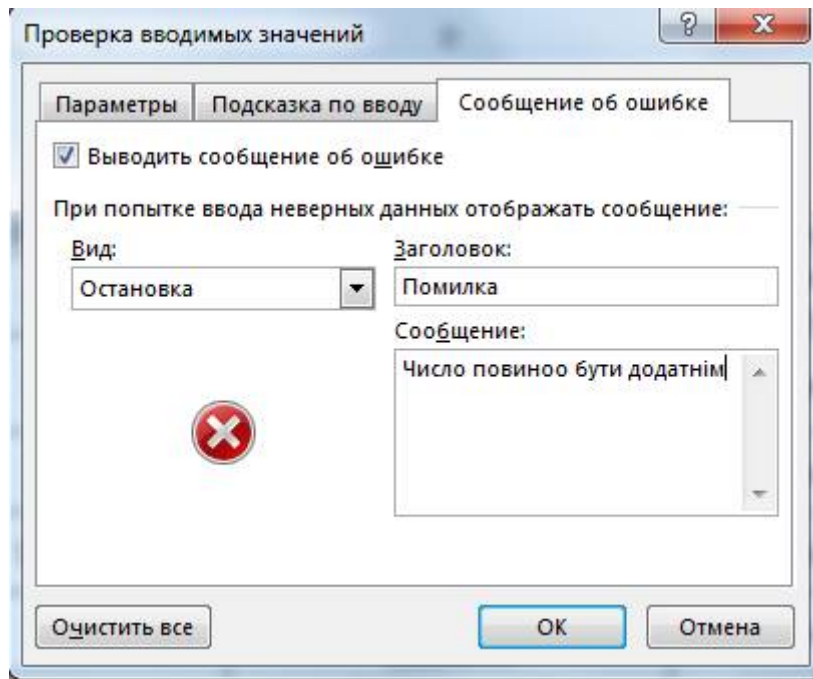 Проверка вводимых значений
?
Параметры
Подсказка по вводу
Сообщение об ошибке
Выводить сообщение об ошибке
При попытке ввода неверных данных отображать сообщение:
Вид:
Заголовок:
Остановка
Помилка
Сообщение:
Число повиноо бути додатнім
Очистить все
ОК
Отмена